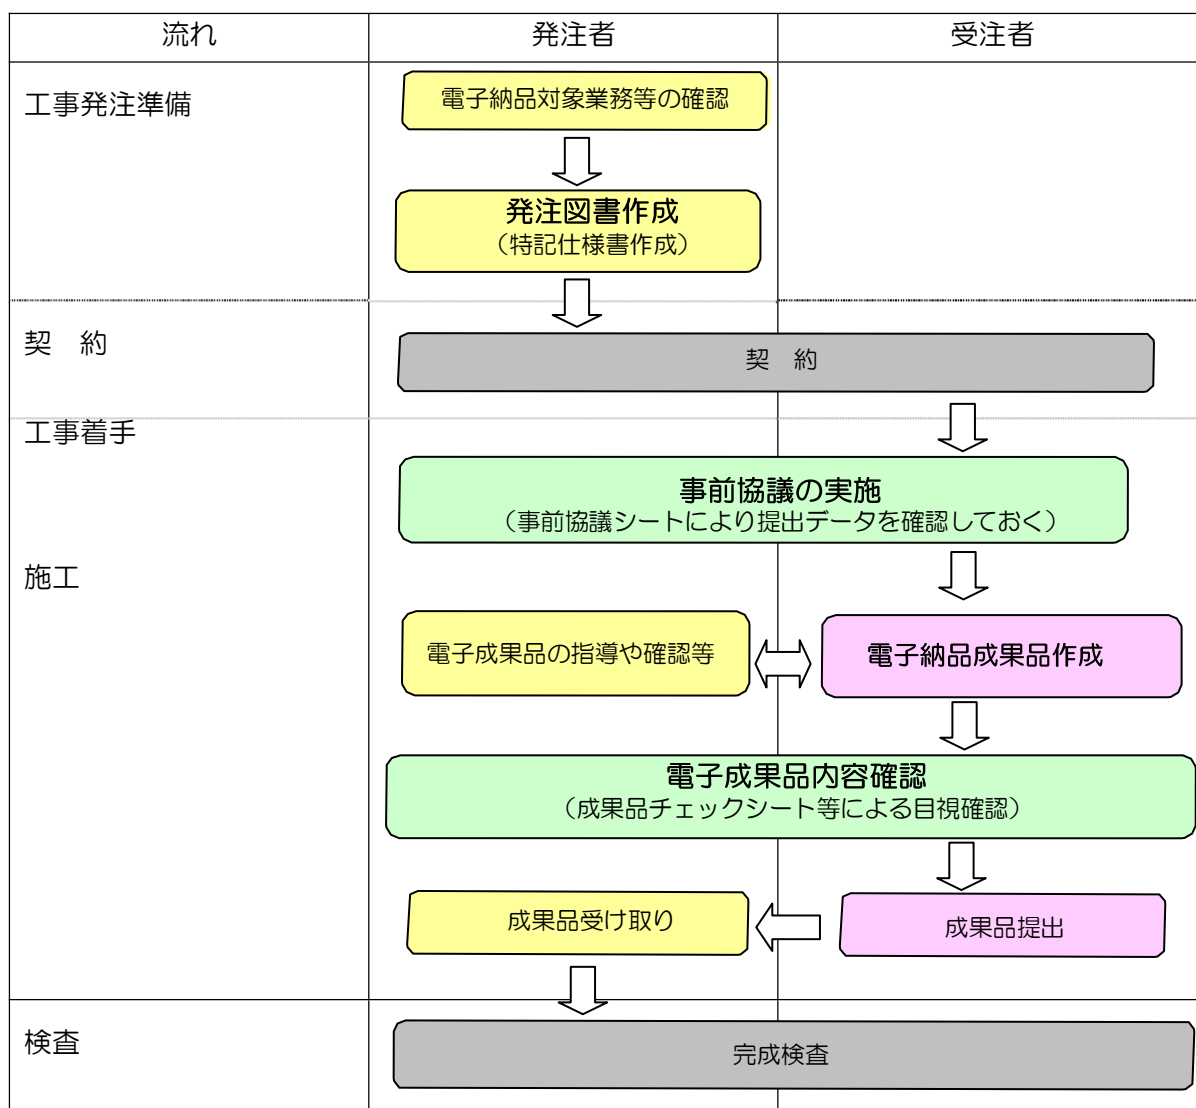 流れ
発注者
受注者
工事発注準備
電子納品対象業務等の確認
発注図書作成
（特記仕様書作成）
契　約
契　約
工事着手
事前協議の実施
（事前協議シートにより提出データを確認しておく）
施工
電子成果品の指導や確認等
電子納品成果品作成
電子成果品内容確認
（成果品チェックシート等による目視確認）
成果品受け取り
成果品提出
検査
完成検査